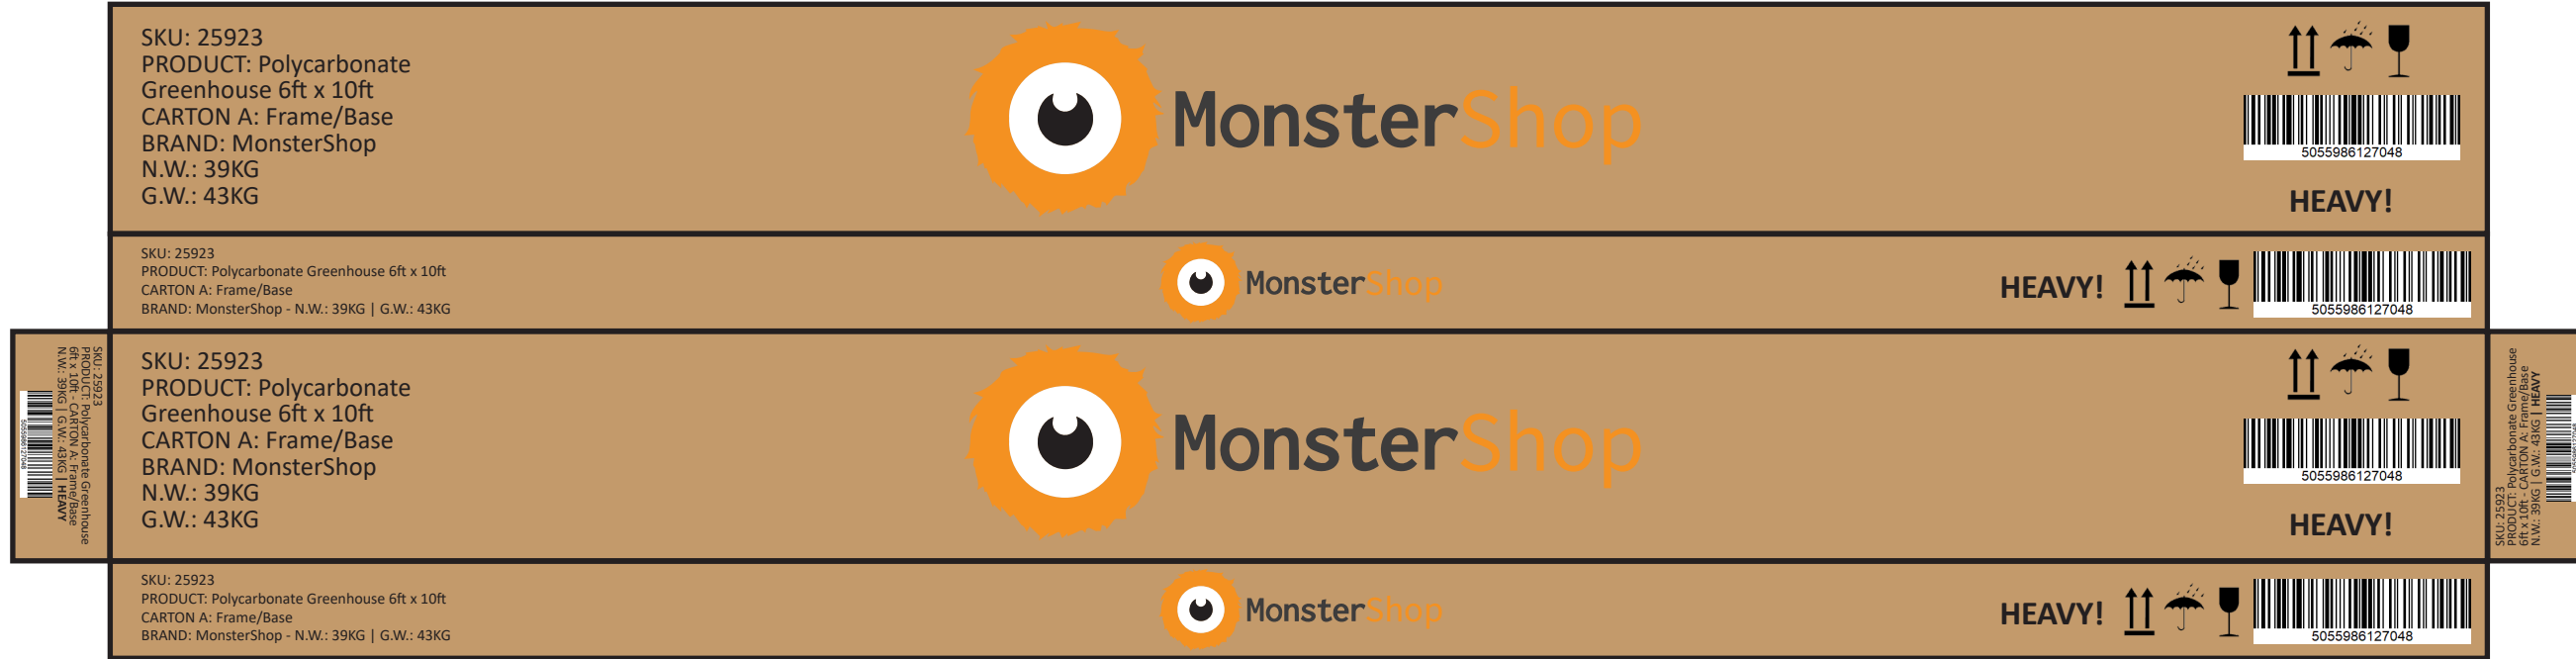 SKU: 25923
PRODUCT: Polycarbonate
Greenhouse 6ft x 10ft
CARTON A: Frame/Base
BRAND: MonsterShop
N.W.: 39KG
G.W.: 43KG
MonsterShop
5055986127048
HEAVY!
SKU: 25923
PRODUCT: Polycarbonate Greenhouse 6ft x 10ft
CARTON A: Frame/Base
BRAND: MonsterShop - N.W.: 39KG | G.W.: 43KG
MonsterShop
HEAVY!
5055986127048
SKU: 25923
PRODUCT: Polycarbonate Greenhouse
6ft x 10ft - CARTON A: Frame/Base
N.W.: 39KG | G.W.: 43KG | HEAVY
5055986127048
SKU: 25923
PRODUCT: Polycarbonate
Greenhouse 6ft x 10ft
CARTON A: Frame/Base
BRAND: MonsterShop
N.W.: 39KG
G.W.: 43KG
MonsterShop
5055986127048
HEAVY!
SKU: 25923
PRODUCT: Polycarbonate Greenhouse
6ft x 10ft - CARTON A: Frame/Base
N.W.: 39KG | G.W.: 43KG | HEAVY
SKU: 25923
PRODUCT: Polycarbonate Greenhouse 6ft x 10ft
CARTON A: Frame/Base
BRAND: MonsterShop - N.W.: 39KG | G.W.: 43KG
MonsterShop
HEAVY!
5055986127048